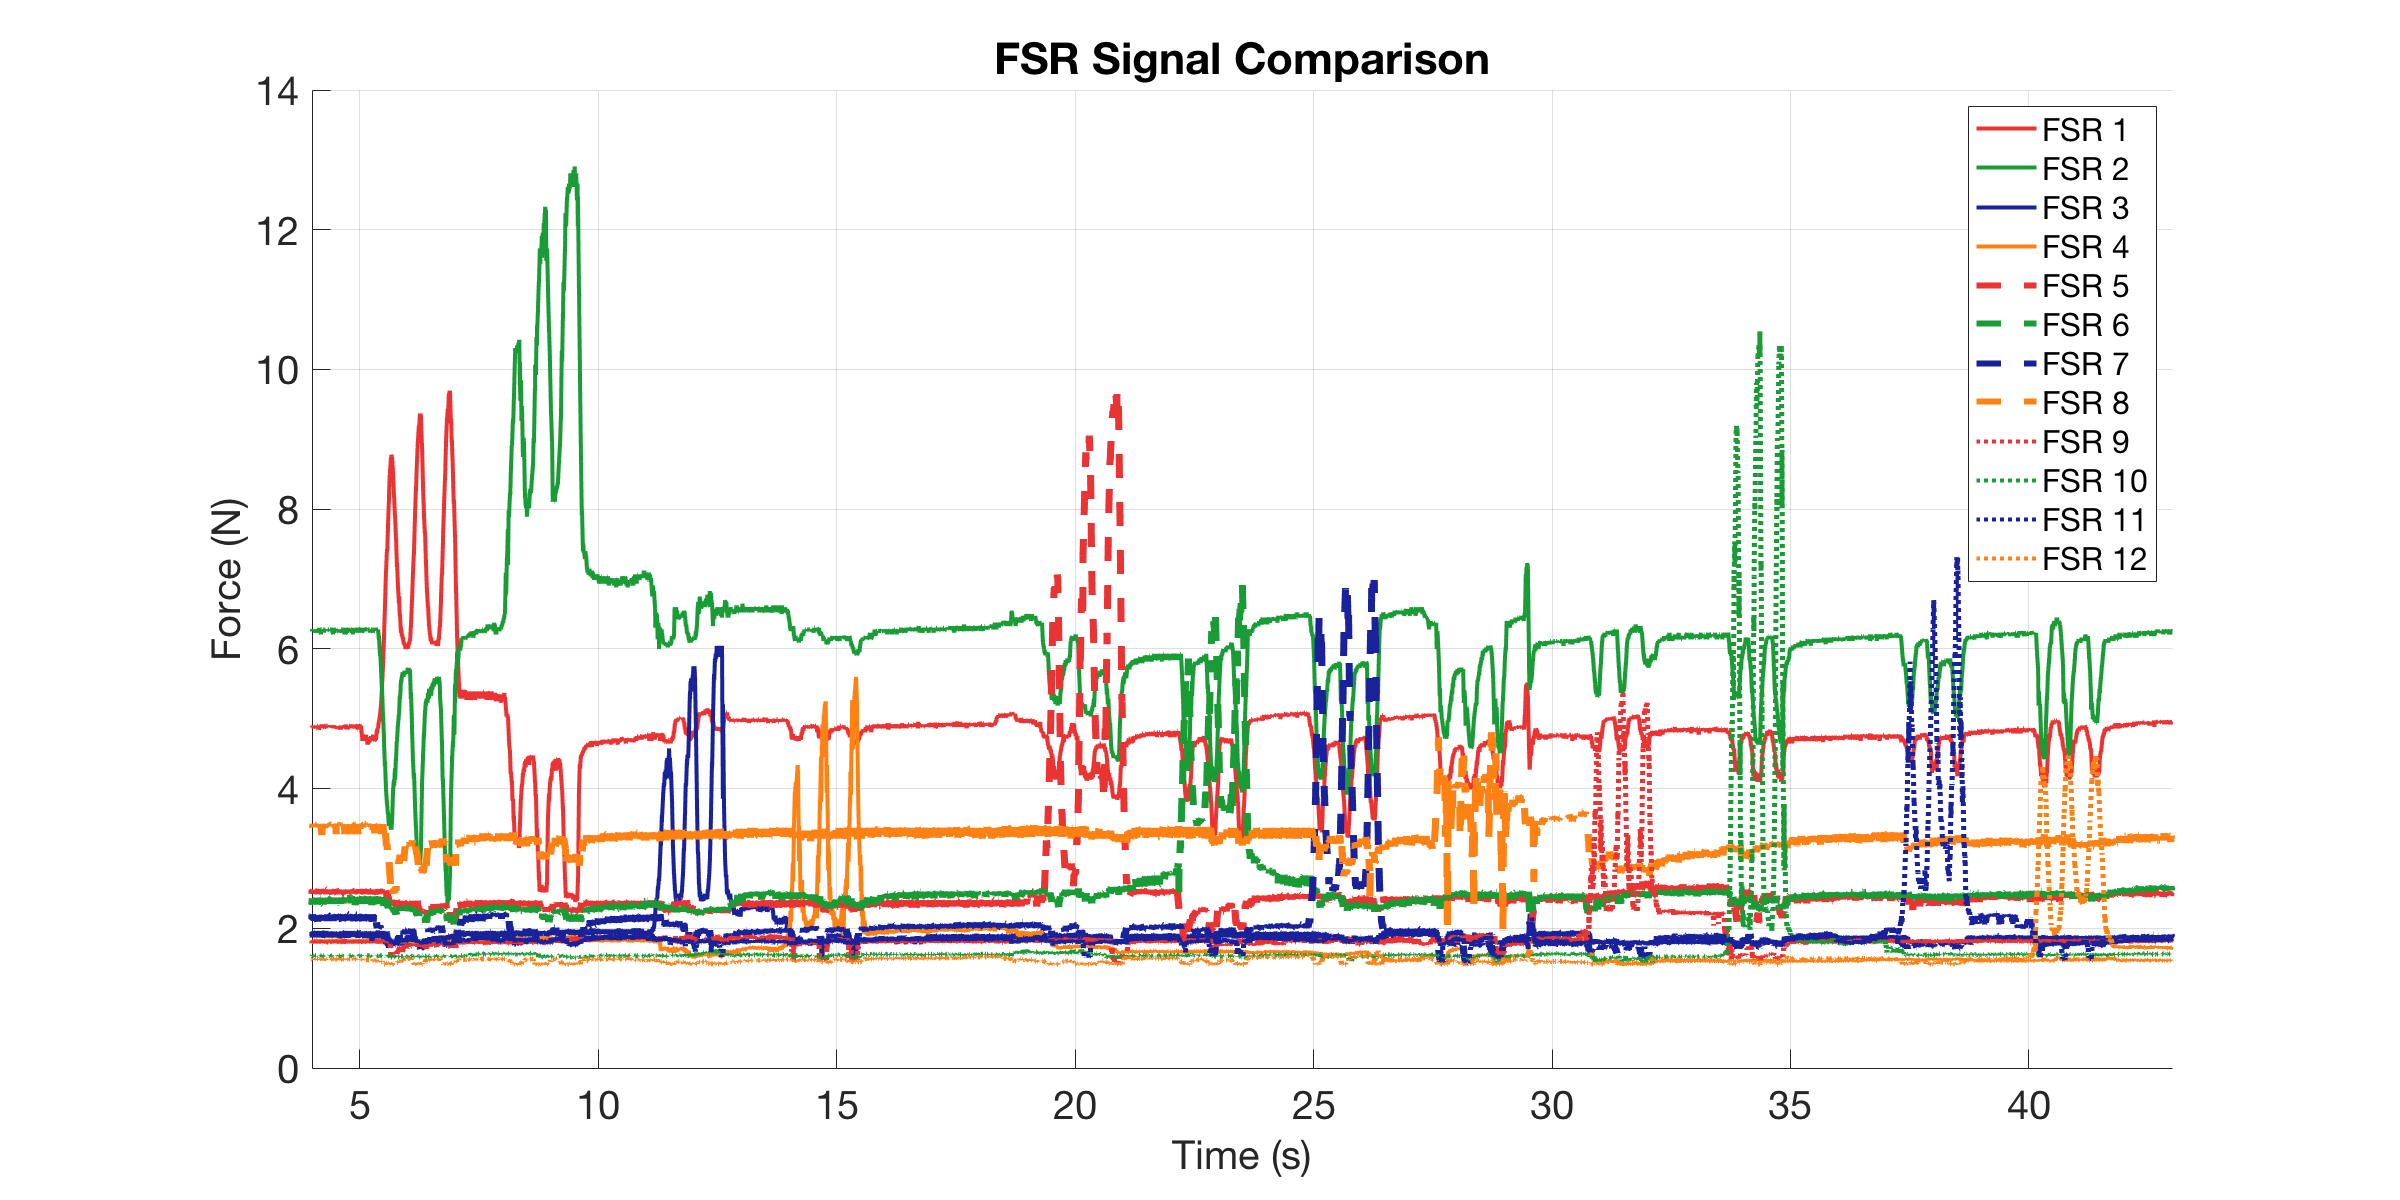 FSR Signal Comparison
14
12
10
8
6
4
2
0
Force (N)
5 10 15 20 25 30 35 40
Time (s)
FSR 1
FSR 2
FSR 3
FSR 4
FSR 5
FSR 6
FSR 7
FSR 8
FSR 9
FSR 10
FSR 11
FSR 12